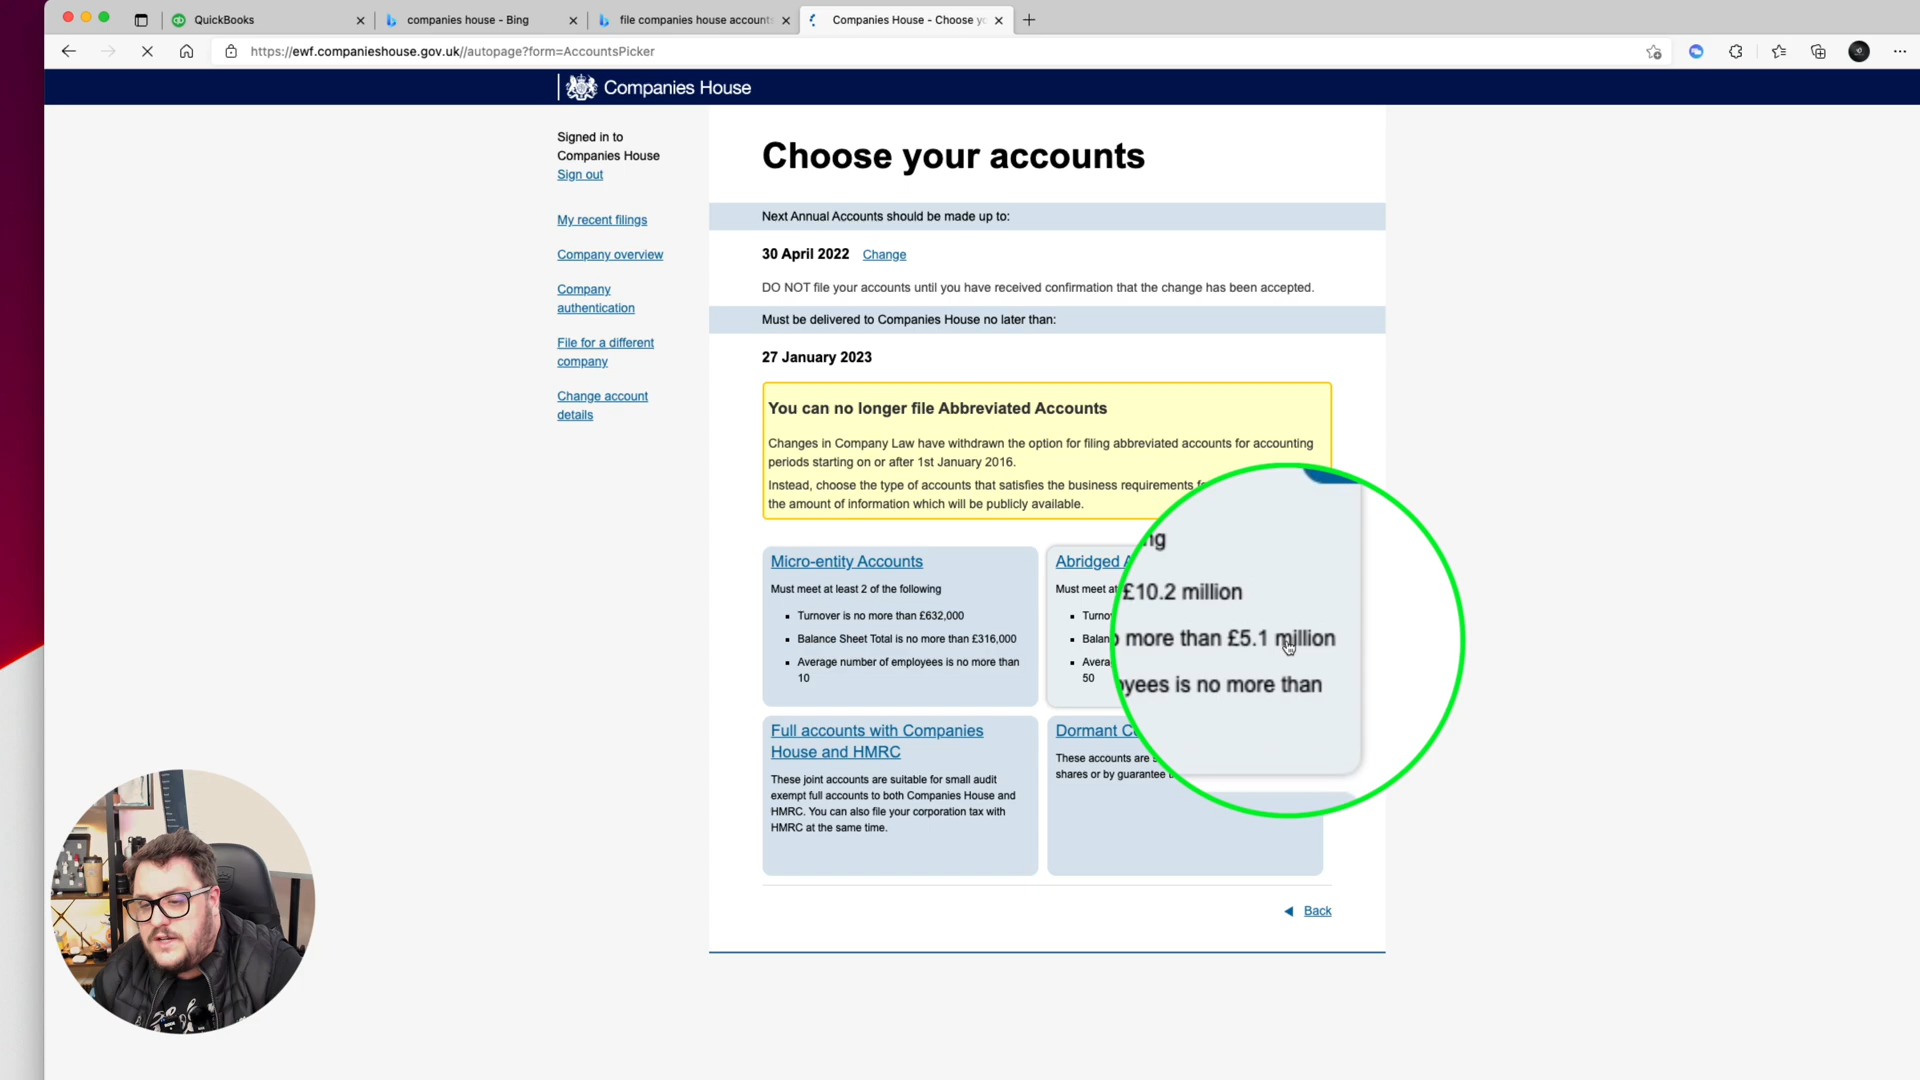 QuickBooks
companies house - Bing
file companies house accounts
Companies House - Choose yo
https://ewf.companieshouse.gov.uk//autopage?form=AccountsPicker
Companies House
Signed in to
Companies House
Sign out
My recent filings
Company overview
Company
authentication
File for a different
company
Change account
details
Choose your accounts
Next Annual Accounts should be made up to:
30 April 2022 Change
DO NOT file your accounts until you have received confirmation that the change has been accepted.
Must be delivered to Companies House no later than:
27 January 2023
You can no longer file Abbreviated Accounts
Changes in Company Law have withdrawn the option for filing abbreviated accounts for accounting
periods starting on or after 1st January 2016.
Instead, choose the type of accounts that satisfies the business requirements
the amount of information which will be publicly available.
Micro-entity Accounts
Must meet at least 2 of the following
Turnover is no more than £632,000
Balance Sheet Total is no more than £316,000
Average number of employees is no more than
10
Abridged
Must meet at
50
£10.2 million
more than £5.1 million
is no more than
Full accounts with Companies
House and HMRC
These joint accounts are suitable for small audit
exempt full accounts to both Companies House and
HMRC. You can also file your corporation tax with
HMRC at the same time.
Dormant
These accounts are
shares or by guarantee
Back